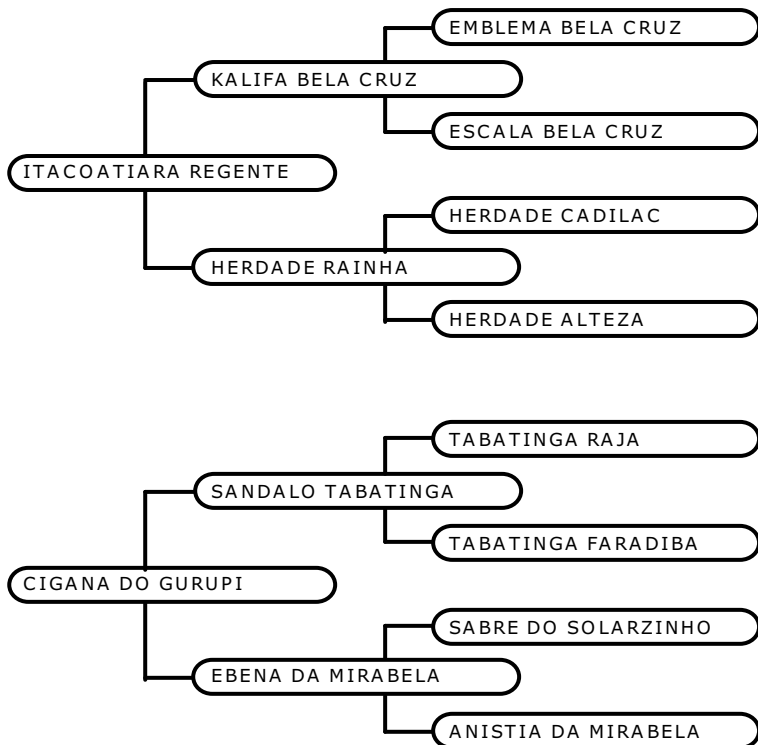 EMBLEMA BELA CRUZ
KALIFA BELA CRUZ
ESCALA BELA CRUZ
ITACOATIARA REGENTE
HERDADE CADILAC
HERDADE RAINHA
HERDADE ALTEZA
TABATINGA RAJA
SANDALO TABATINGA
TABATINGA FARADIBA
CIGANA DO GURUPI
SABRE DO SOLARZINHO
EBENA DA MIRABELA
ANISTIA DA MIRABELA